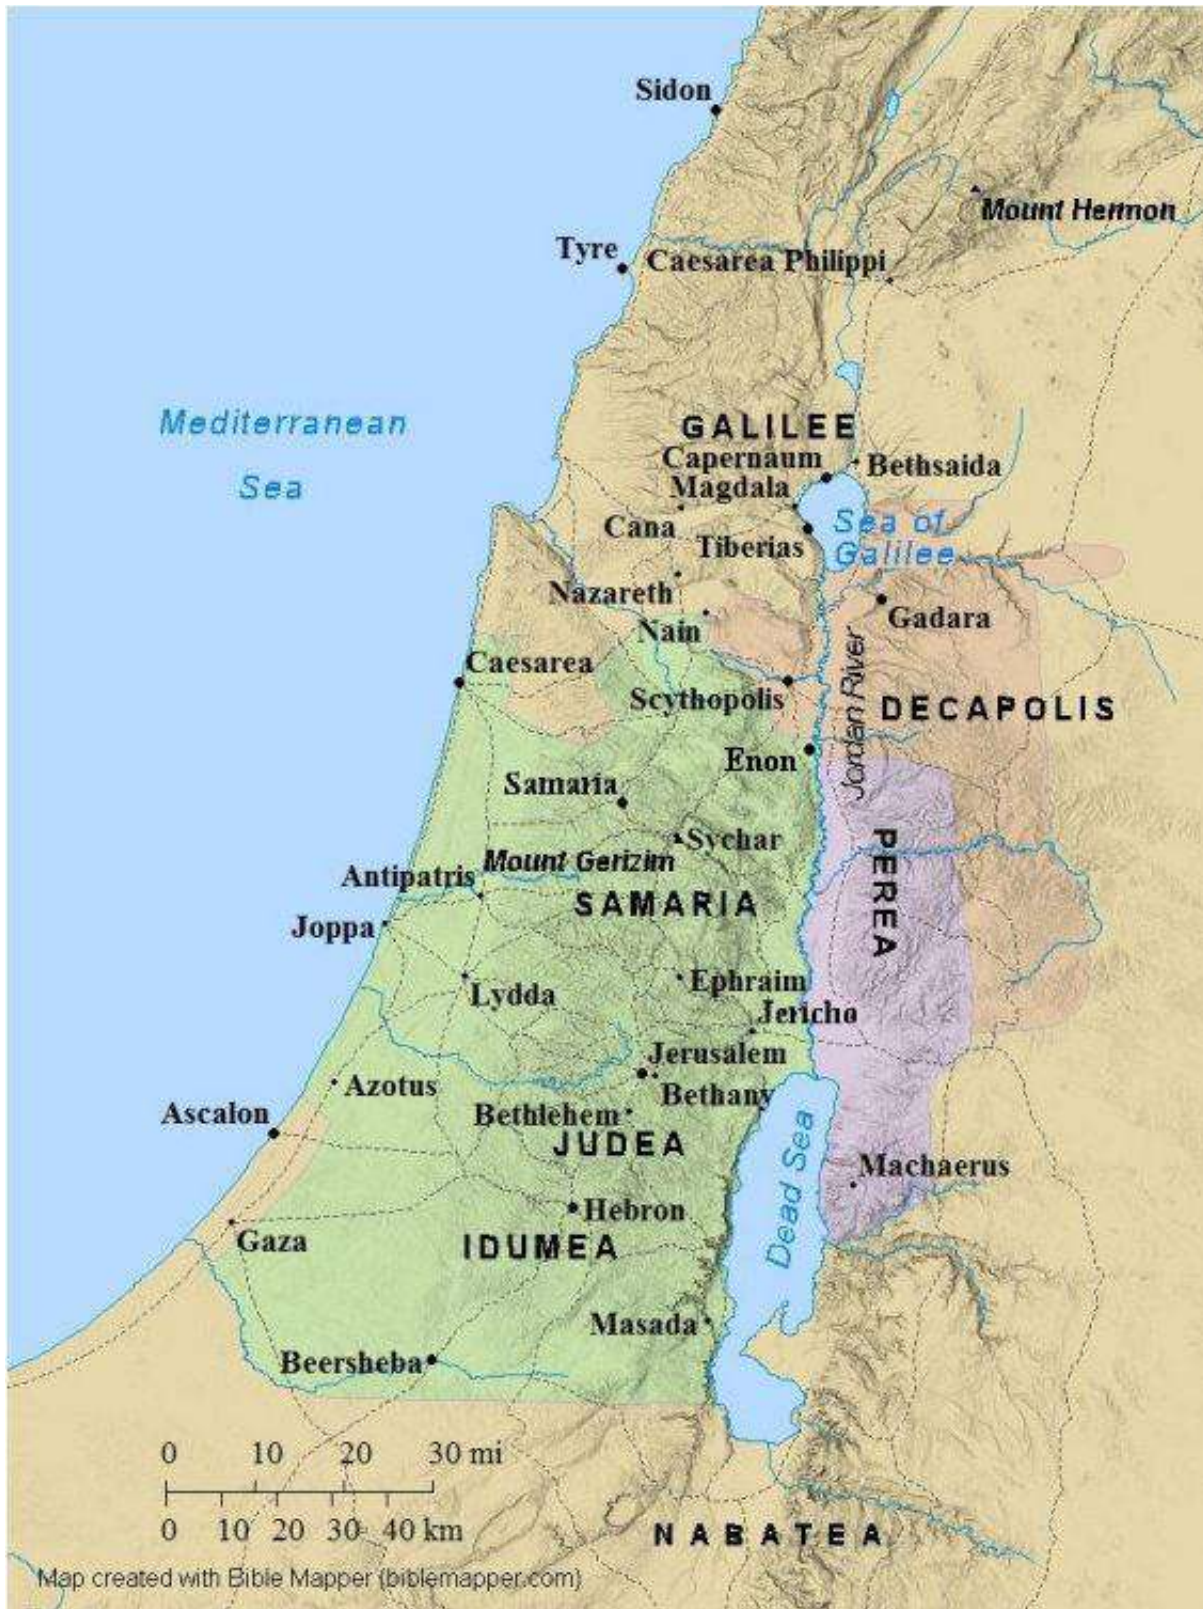 Sidon
Mount Hermon
Tyre
Caesarea Philippi
Mediterranean
Sea
GALILEE
Capernaum
Bethsaida
Magdala
Cana
Sea of
Galilee
Tiberias
Nazareth
Gadara
Nain
Caesarea
Scythopolis
Jordan River
DECAPOLIS
Enon
Samaria
Sychar
Mount Gerizim
PEREA
Antipatris
SAMARIA
Joppa
Ephraim
Lydda
Jericho
Jerusalem
Azotus
Bethany
Ascalon
Bethlehem
JUDEA
Dead Sea
Machaerus
Hebron
Gaza
IDUMEA
Masada
Beersheba
0 10 20 30 mi
0 10 20 30 40 km
NABATEA
Map created with Bible Mapper (biblemapper.com)